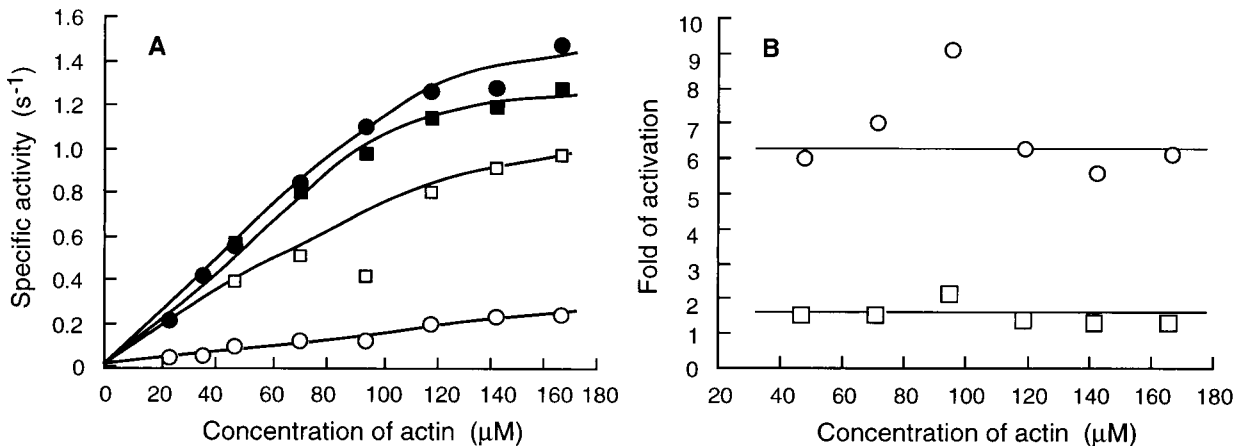 A
Specific activity (s-1)
1.6
1.4
1.2
1.0
0.8
0.6
0.4
0.2
0
0 20 40 60 80 100 120 140 160 180
Concentration of actin (µM)
B
Fold of activation
10
9
8
7
6
5
4
3
2
1
0
20 40 60 80 100 120 140 160 180
Concentration of actin (µM)